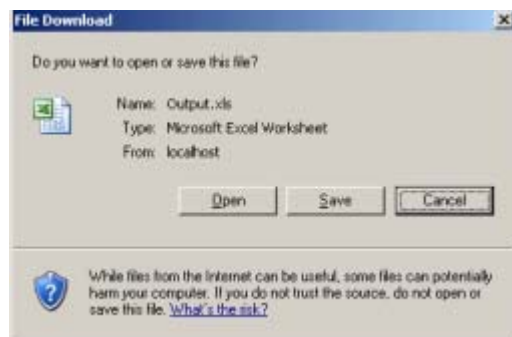 File Download
Do you want to open or save this file?
Name: Output.xls
Type: Microsoft Excel Worksheet
From: localhost
Open Save Cancel
While files from the Internet can be useful, some files can potentially
harm your computer. If you do not trust the source, do not open or
save this file. What's the risk?